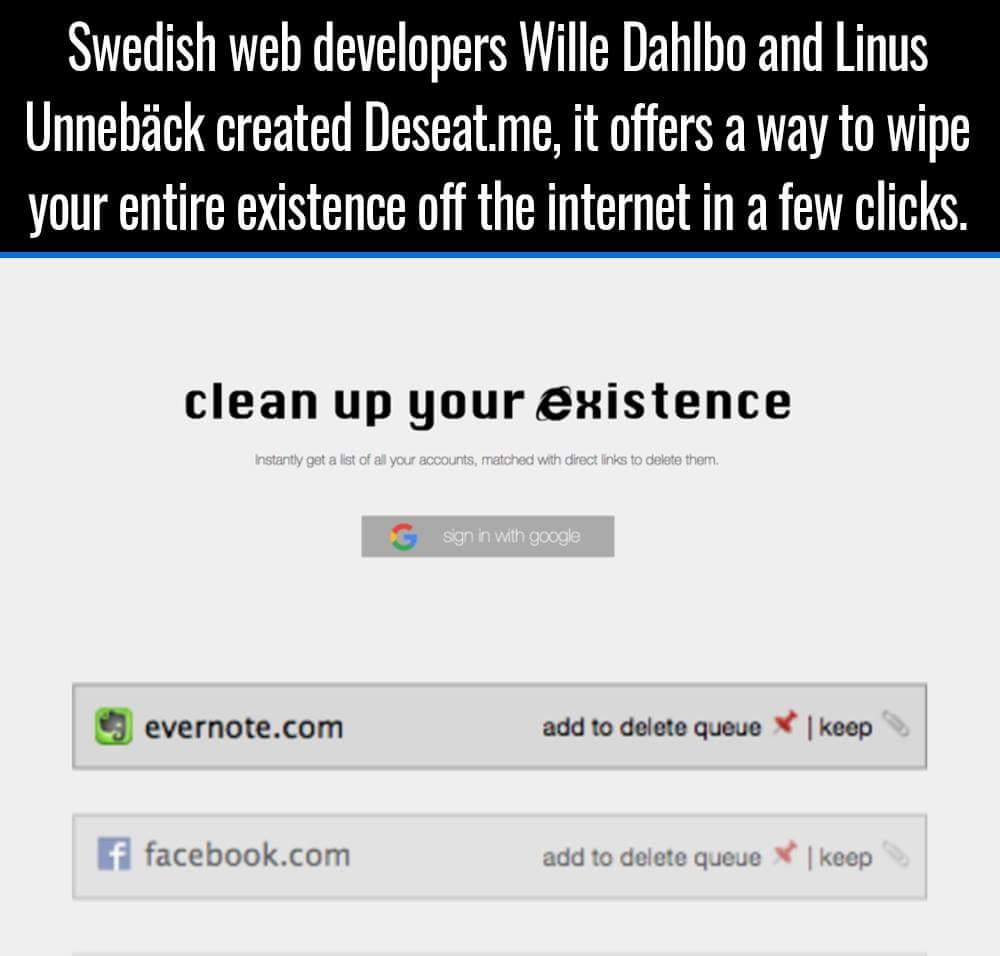 Swedish web developers Wille Dahlbo and Linus
Unnebäck created Deseat.me, it offers a way to wipe
your entire existence off the internet in a few clicks.
clean up your existence
Instantly get a list of all your accounts, matched with direct links to delete them.
sign in with google
evernote.com add to delete queue | keep
facebook.com add to delete queue | keep